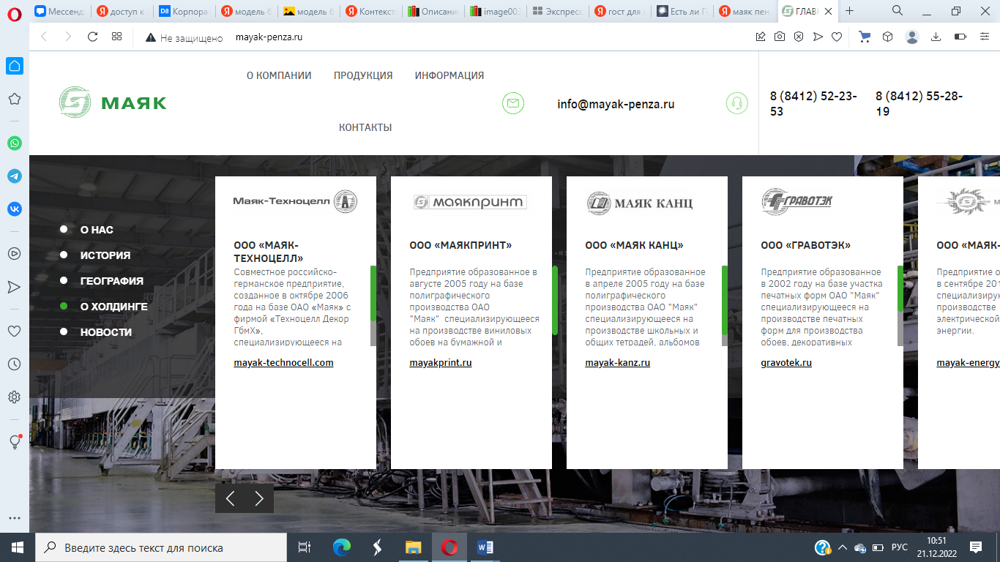 Мессенд
доступ к
Корпорат
модель б
модель б
Контекст
Описани
image003
Экспресс
гост для
Есть ли Г
маяк пен
ГЛАВН
Не защищено mayak-penza.ru
О КОМПАНИИ ПРОДУКЦИЯ ИНФОРМАЦИЯ
КОНТАКТЫ
МАЯК
info@mayak-penza.ru
8 (8412) 52-23-
53
8 (8412) 55-28-
19
О НАС
ИСТОРИЯ
ГЕОГРАФИЯ
О ХОЛДИНГЕ
НОВОСТИ
Маяк-Техноцелл
ООО «МАЯК-
ТЕХНОЦЕЛЛ»
Совместное российско-
германское предприятие,
созданное в октябре 2006
года на базе ОАО «Маяк» с
фирмой «Техноцелл Декор
ГбмХ»,
специализирующееся на
mayak-technocell.com
маякпринт
ООО «МАЯКПРИНТ»
Предприятие образованное в
августе 2005 году на базе
полиграфического
производства ОАО
"Маяк" специализирующееся
на производстве виниловых
обоев на бумажной и
mayakprint.ru
МАЯК КАНЦ
ООО «МАЯК КАНЦ»
Предприятие образованное
в апреле 2005 году на базе
полиграфического
производства ОАО "Маяк"
специализирующееся на
производстве школьных и
общих тетрадей, альбомов
mayak-kanz.ru
ГРАВОТЭК
ООО «ГРАВОТЭК»
Предприятие образованное
в 2002 году на базе участка
печатных форм ОАО "Маяк"
специализирующееся на
производстве печатных
форм для производства
обоев, декоративных
gravotek.ru
ООО «МАЯК-
Предприятие о
в сентябре 201
специализирую
производстве
электрической
энергии.
mayak-energy
Введите здесь текст для поиска
РУС
10:51
21.12.2022